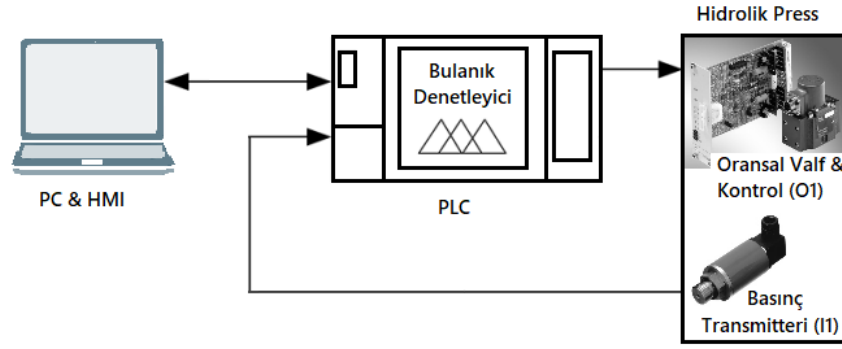 Hidrolik Press
Bulanık
Denetleyici
Oransal Valf &
Kontrol (O1)
PC & HMI
PLC
Basınç
Transmitteri (I1)